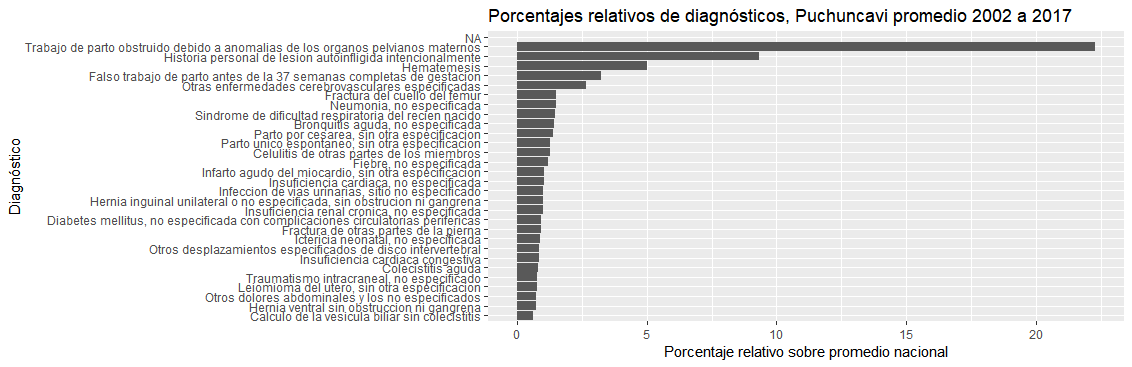 Porcentajes relativos de diagnósticos, Puchuncavi promedio 2002 a 2017
Diagnóstico
NA
Trabajo de parto obstruido debido a anomalias de los organos pelvianos maternos
Historia personal de lesion autoinfligida intencionalmente
Hematemesis
Falso trabajo de parto antes de la 37 semanas completas de gestacion
Otras enfermedades cerebrovasculares especificadas
Fractura del cuello del femur
Neumonia, no especificada
Sindrome de dificultad respiratoria del recien nacido
Bronquitis aguda, no especificada
Parto por cesarea, sin otra especificacion
Parto unico espontaneo, sin otra especificacion
Celulitis de otras partes de los miembros
Fiebre, no especificada
Infarto agudo del miocardio, sin otra especificacion
Insuficiencia cardiaca, no especificada
Infeccion de vias urinarias, sitio no especificado
Hernia inguinal unilateral o no especificada, sin obstrucion ni gangrena
Insuficiencia renal cronica, no especificada
Diabetes mellitus, no especificada con complicaciones circulatorias perifericas
Fractura de otras partes de la pierna
Ictericia neonatal, no especificada
Otros desplazamientos especificados de disco intervertebral
Insuficiencia cardiaca congestiva
Colecistitis aguda
Traumatismo intracraneal, no especificado
Leiomioma del utero, sin otra especificacion
Otros dolores abdominales y los no especificados
Hernia ventral sin obstruccion ni gangrena
Calculo de la vesicula biliar sin colecistitis
0 5 10 15 20
Porcentaje relativo sobre promedio nacional